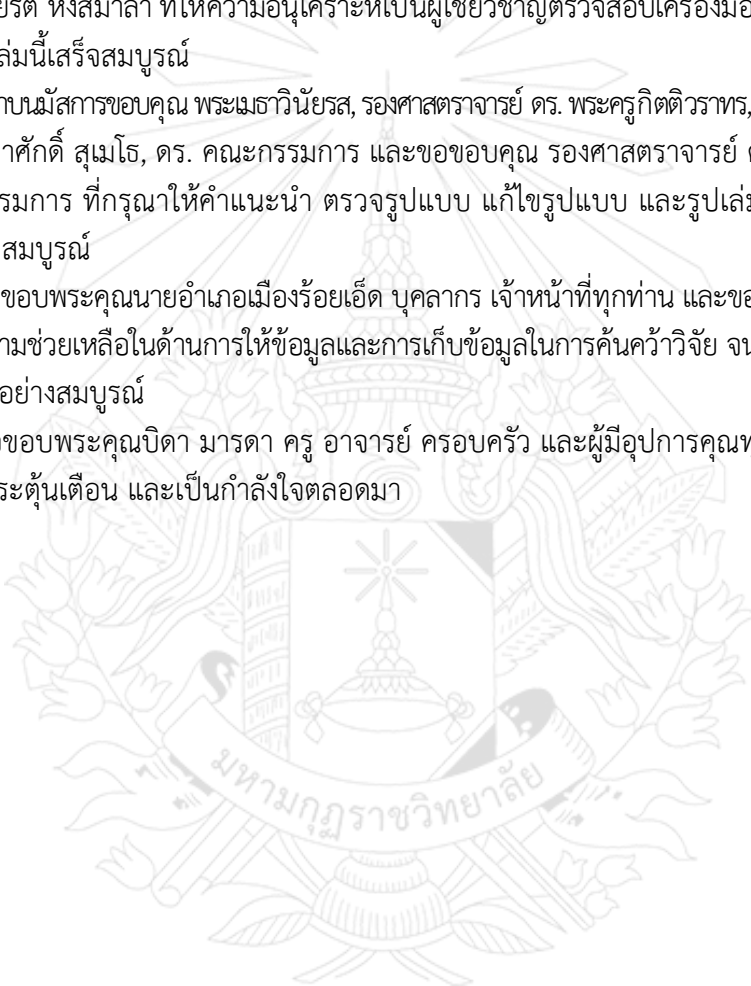 หงสมาลา ที่ให้ความอนุเคราะห์เป็นผู้เชี่ยวชาญตรวจสอบเครื่องมือ
ล่มนี้เสร็จสมบูรณ์
าบนมัสการขอบคุณ พระเมธาวินัยรส, รองศาสตราจารย์ ดร. พระครูกิตติวราทร,
าศักดิ์ สุเมโธ, ดร. คณะกรรมการ และขอขอบคุณ รองศาสตราจารย์
รมการ ที่กรุณาให้คำแนะนำ ตรวจรูปแบบ แก้ไขรูปแบบ และรูปเล่ม
สมบูรณ์
ขอบพระคุณนายอำเภอเมืองร้อยเอ็ด บุคลากร เจ้าหน้าที่ทุกท่าน และขอ
ามช่วยเหลือในด้านการให้ข้อมูลและการเก็บข้อมูลในการค้นคว้าวิจัย จน
อย่างสมบูรณ์
ขอบพระคุณบิดา มารดา ครู อาจารย์ ครอบครัว และผู้มีอุปการคุณท
ระตุ้นเตือน และเป็นกำลังใจตลอดมา
มหามกุฏราชวิทยาลัย